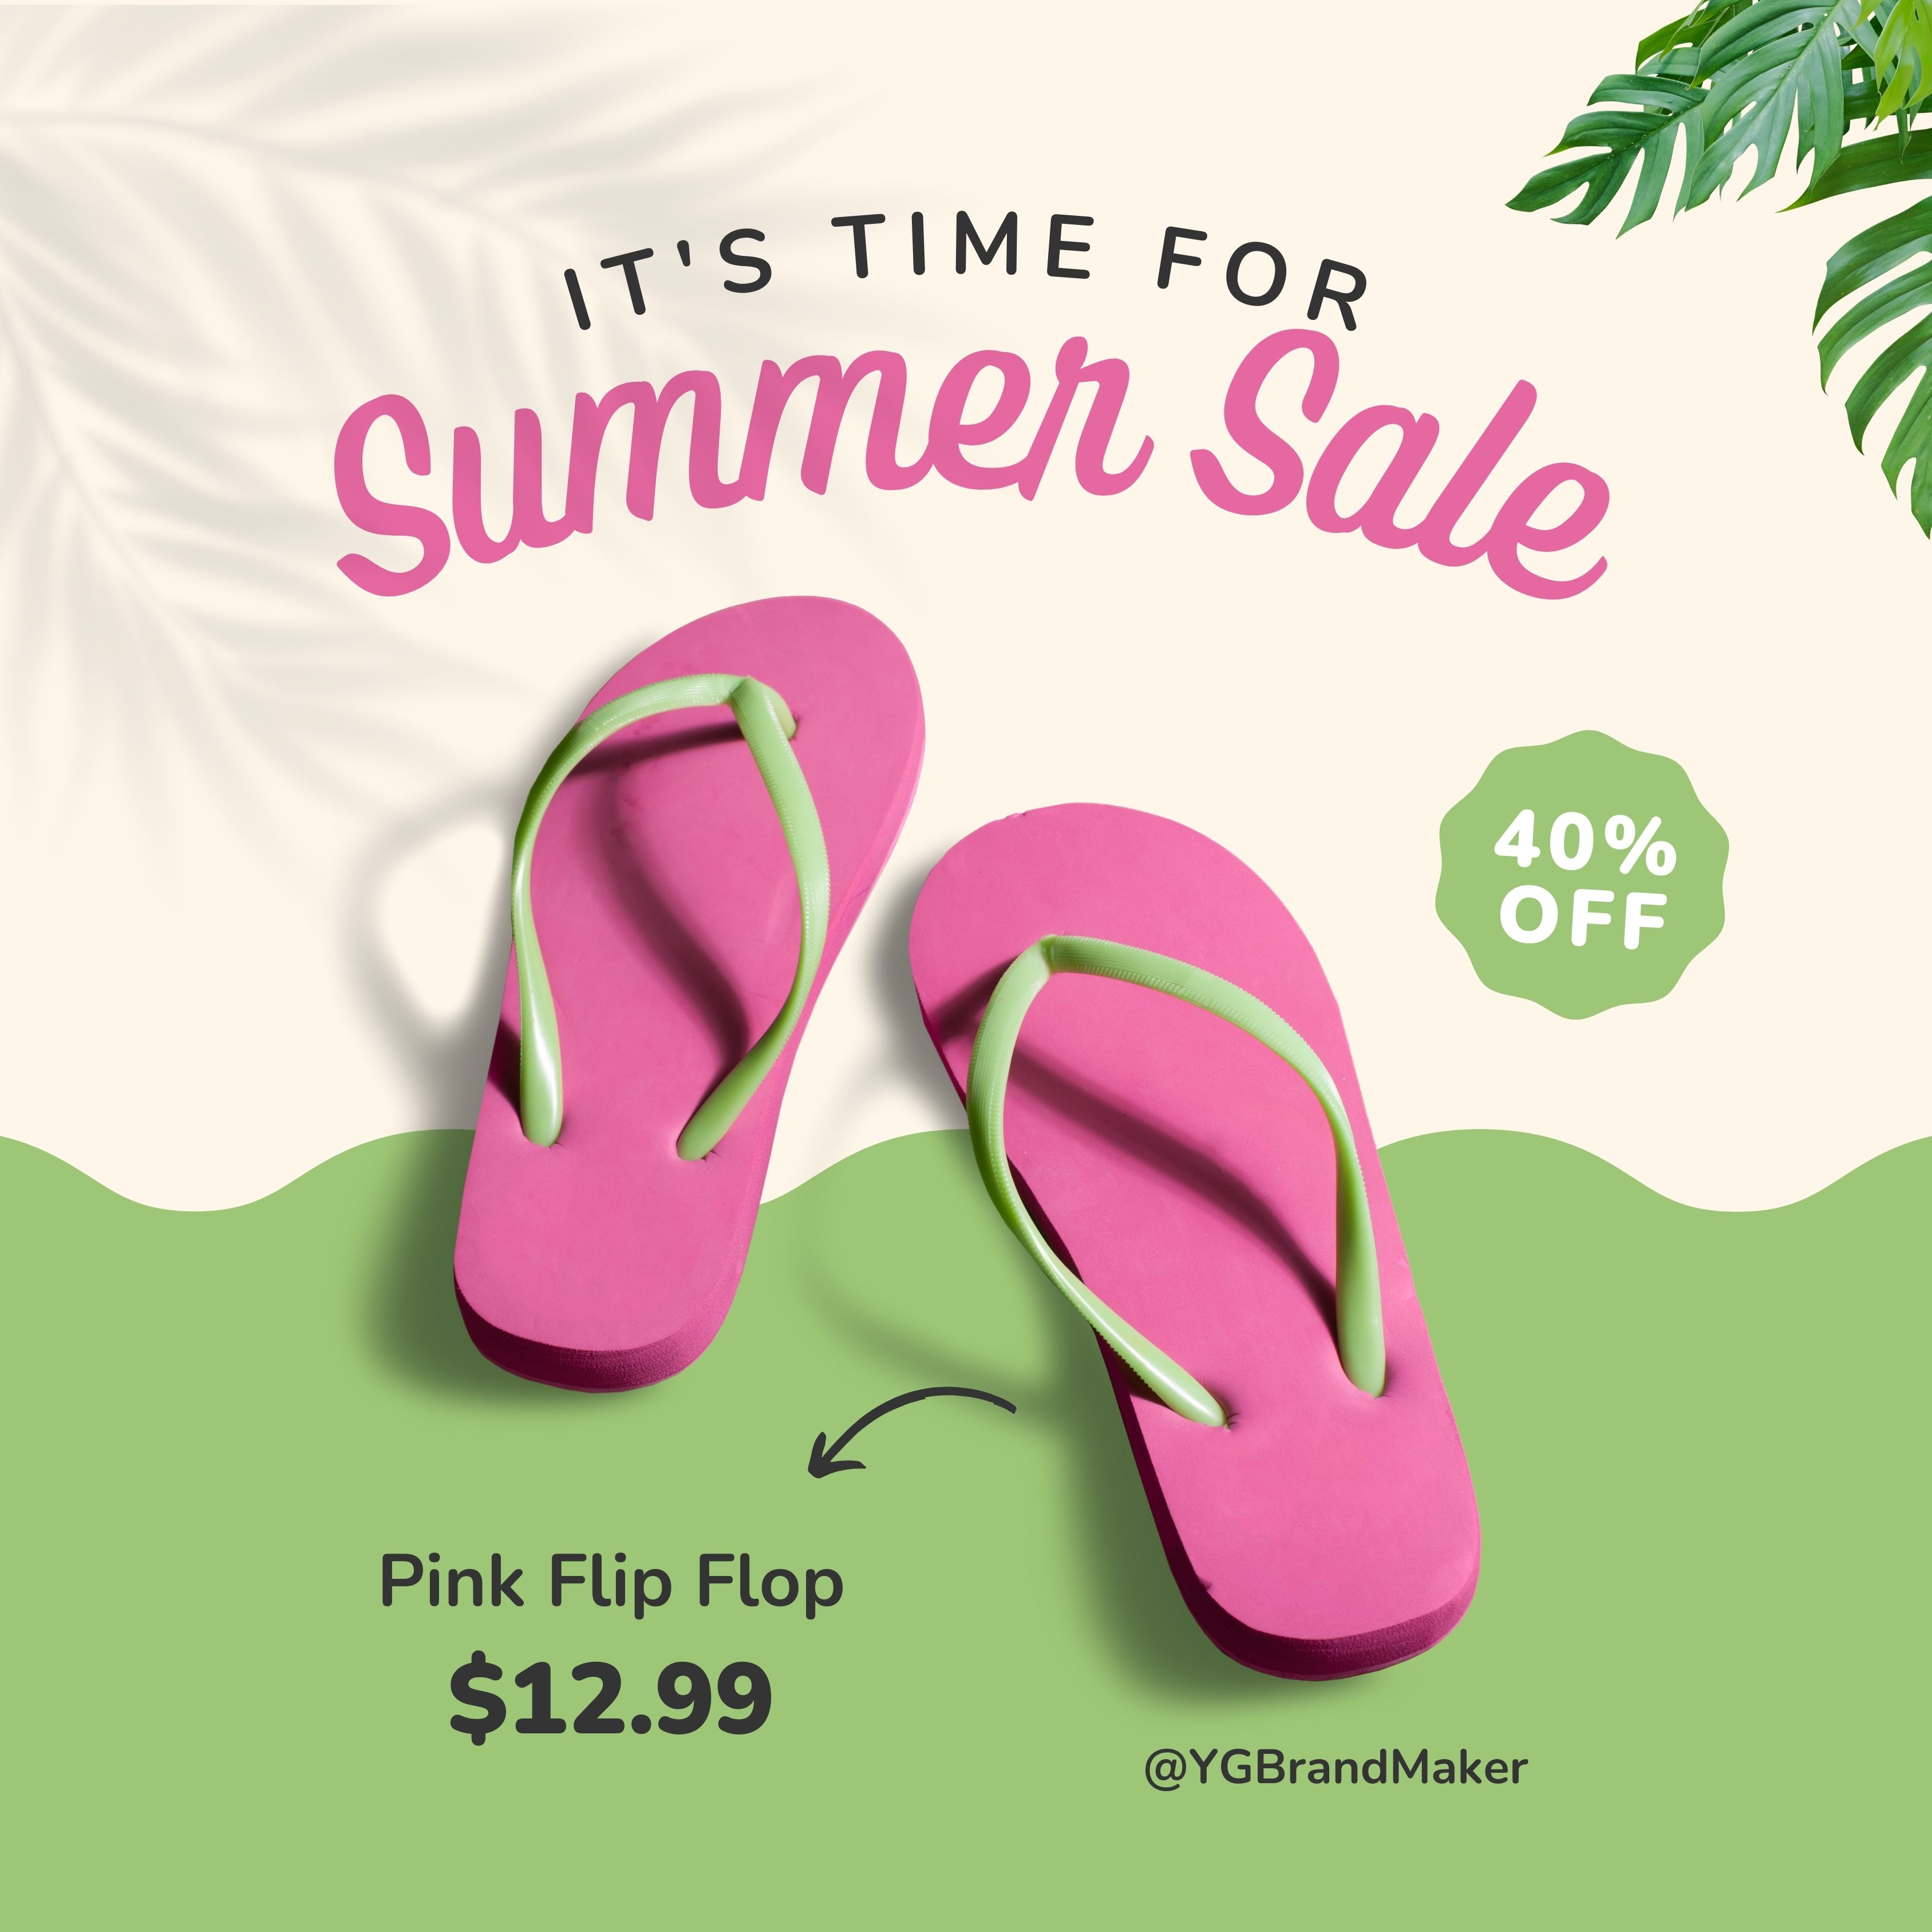 IT'S TIME FOR
Summer Sale
40%
OFF
Pink Flip Flop
$12.99
@YGBrandMaker